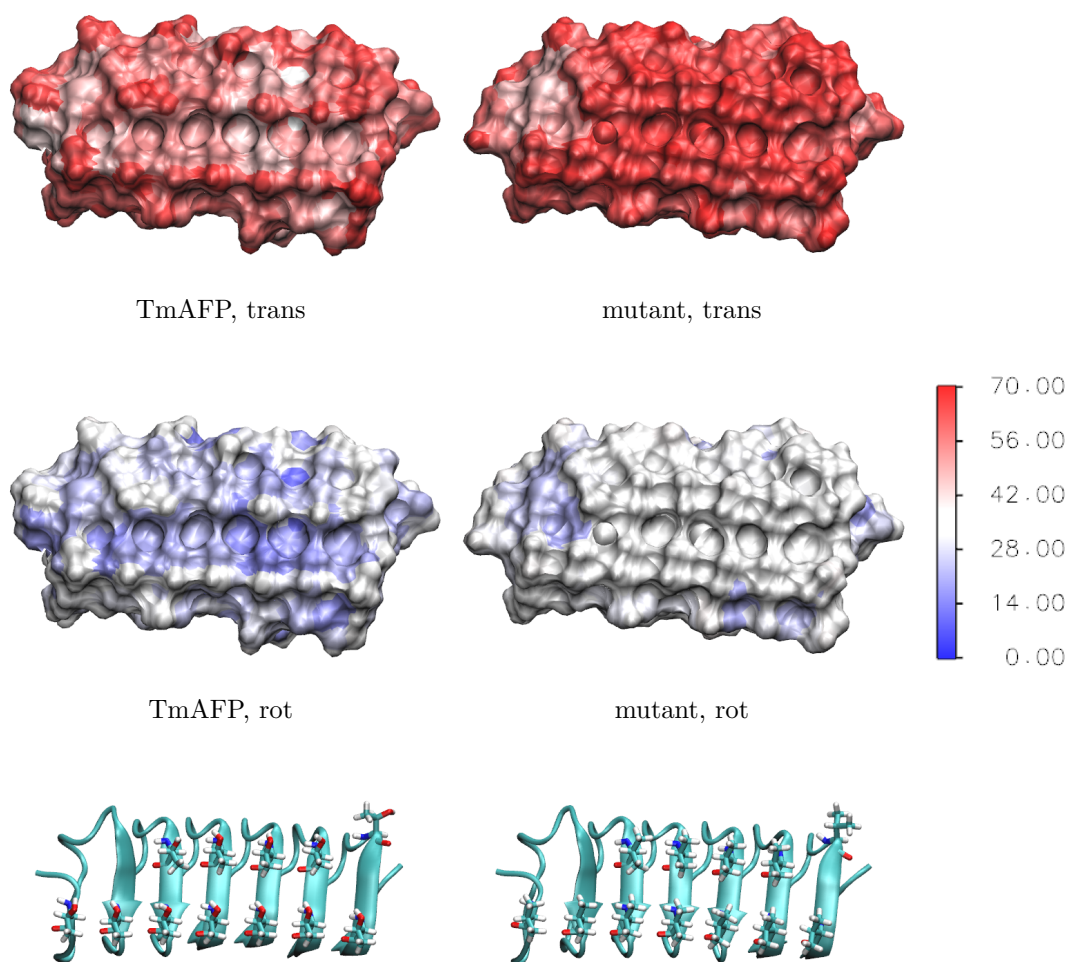 TmAFP, trans
mutant, trans
70.00
56.00
42.00
28.00
14.00
0.00
TmAFP, rot
mutant, rot